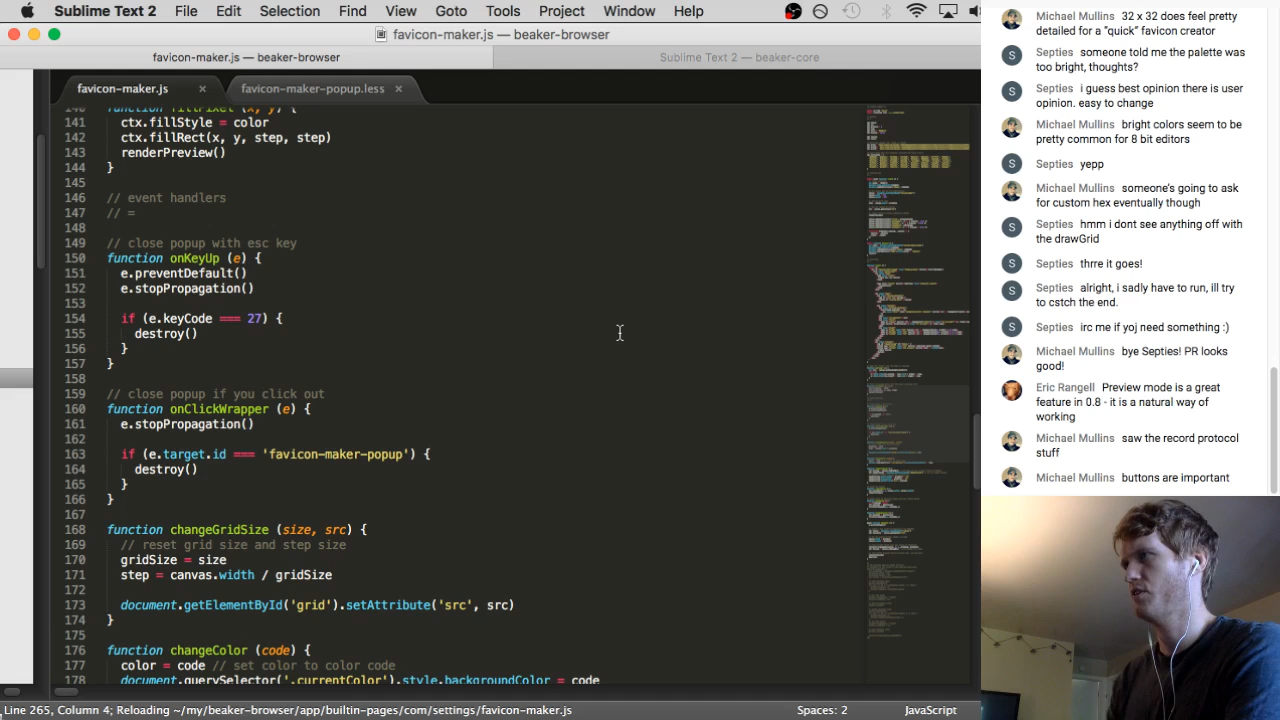 Sublime Text 2 File Edit Selection Find View Goto Tools Project Window Help
favicon-maker.js — beaker-browser
favicon-maker.js — beaker-browser
Sublime Text 2 — beaker-core
favicon-maker.js ×
favicon-maker-popup.less ×
140 function fillPixel (x, y) {
141 ctx.fillStyle = color
142 ctx.fillRect(x, y, step, step)
143 renderPreview()
144 }
145
146 // event handlers
147 // =
148
149 // close popup with esc key
150 function onKeyUp (e) {
151 e.preventDefault()
152 e.stopPropagation()
153
154 if (e.keyCode === 27) {
155 destroy()
156 }
157 }
158
159 // close popup if you click out
160 function onClickWrapper (e) {
161 e.stopPropagation()
162
163 if (e.target.id === 'favicon-maker-popup') {
164 destroy()
165 }
166 }
167
168 function changeGridSize (size, src) {
169 // reset grid size and step size
170 gridSize = size
171 step = canvas.width / gridSize
172
173 document.getElementById('grid').setAttribute('src', src)
174 }
175
176 function changeColor (code) {
177 color = code // set color to color code
178 document.querySelector('.currentColor').style.backgroundColor = code
Line 265, Column 4; Reloading ~/my/beaker-browser/app/builtin-pages/com/settings/favicon-maker.js
Spaces: 2
JavaScript
Michael Mullins 32 x 32 does feel pretty
detailed for a "quick" favicon
creator
S Septies someone told me the palette was
too bright, thoughts?
S Septies i guess best opinion there is user
opinion. easy to change
Michael Mullins bright colors seem to be
pretty common for 8 bit editors
S Septies yepp
Michael Mullins someone's going to ask
for custom hex eventually though
S Septies hmm i dont see anything off with
the drawGrid
S Septies thrre it goes!
S Septies alright, i sadly have to run, ill try
to cstch the end.
S Septies irc me if yoj need something :)
Michael Mullins bye Septies! PR looks
good!
Eric Rangell Preview mode is a great
feature in 0.8 - it is a natural way of
working
Michael Mullins saw the record protocol
stuff
Michael Mullins buttons are important